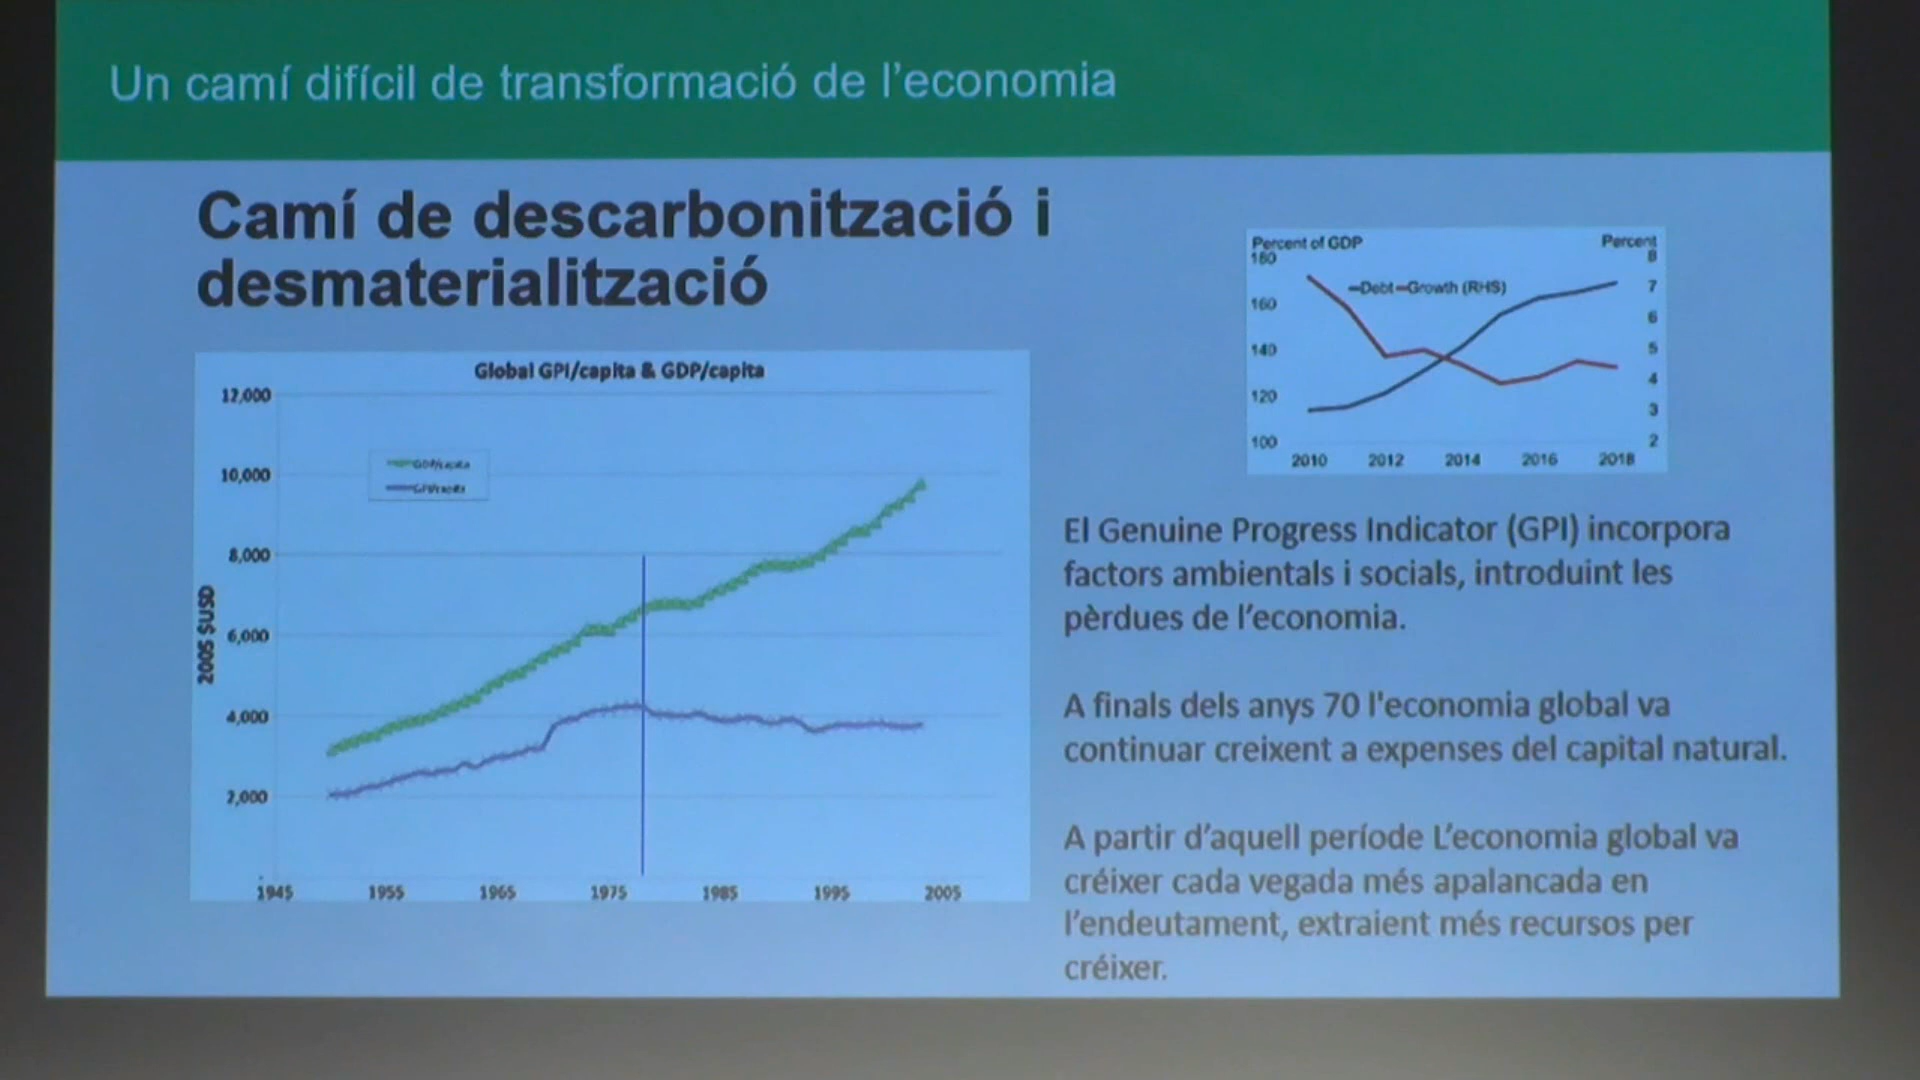 Un camí difícil de transformació de l'economia
Camí de descarbonització i
desmaterialització
Global GPI/capita & GDP/capita
12,000
10,000
8,000
6,000
4,000
2,000
-
2005 $USD
GDP/capita
GPI/capita
1945 1955 1965 1975 1985 1995 2005
Percent of GDP Percent
180 8
Debt Growth (RHS)
7
160
6
140 5
4
120
3
100 2
2010 2012 2014 2016 2018
El Genuine Progress Indicator (GPI) incorpora
factors ambientals i socials, introduint les
pèrdues de l'economia.
A finals dels anys 70 l'economia global va
continuar creixent a expenses del capital natural.
A partir d'aquell període L'economia global va
créixer cada vegada més apalancada en
l'endeutament, extraient més recursos per
créixer.